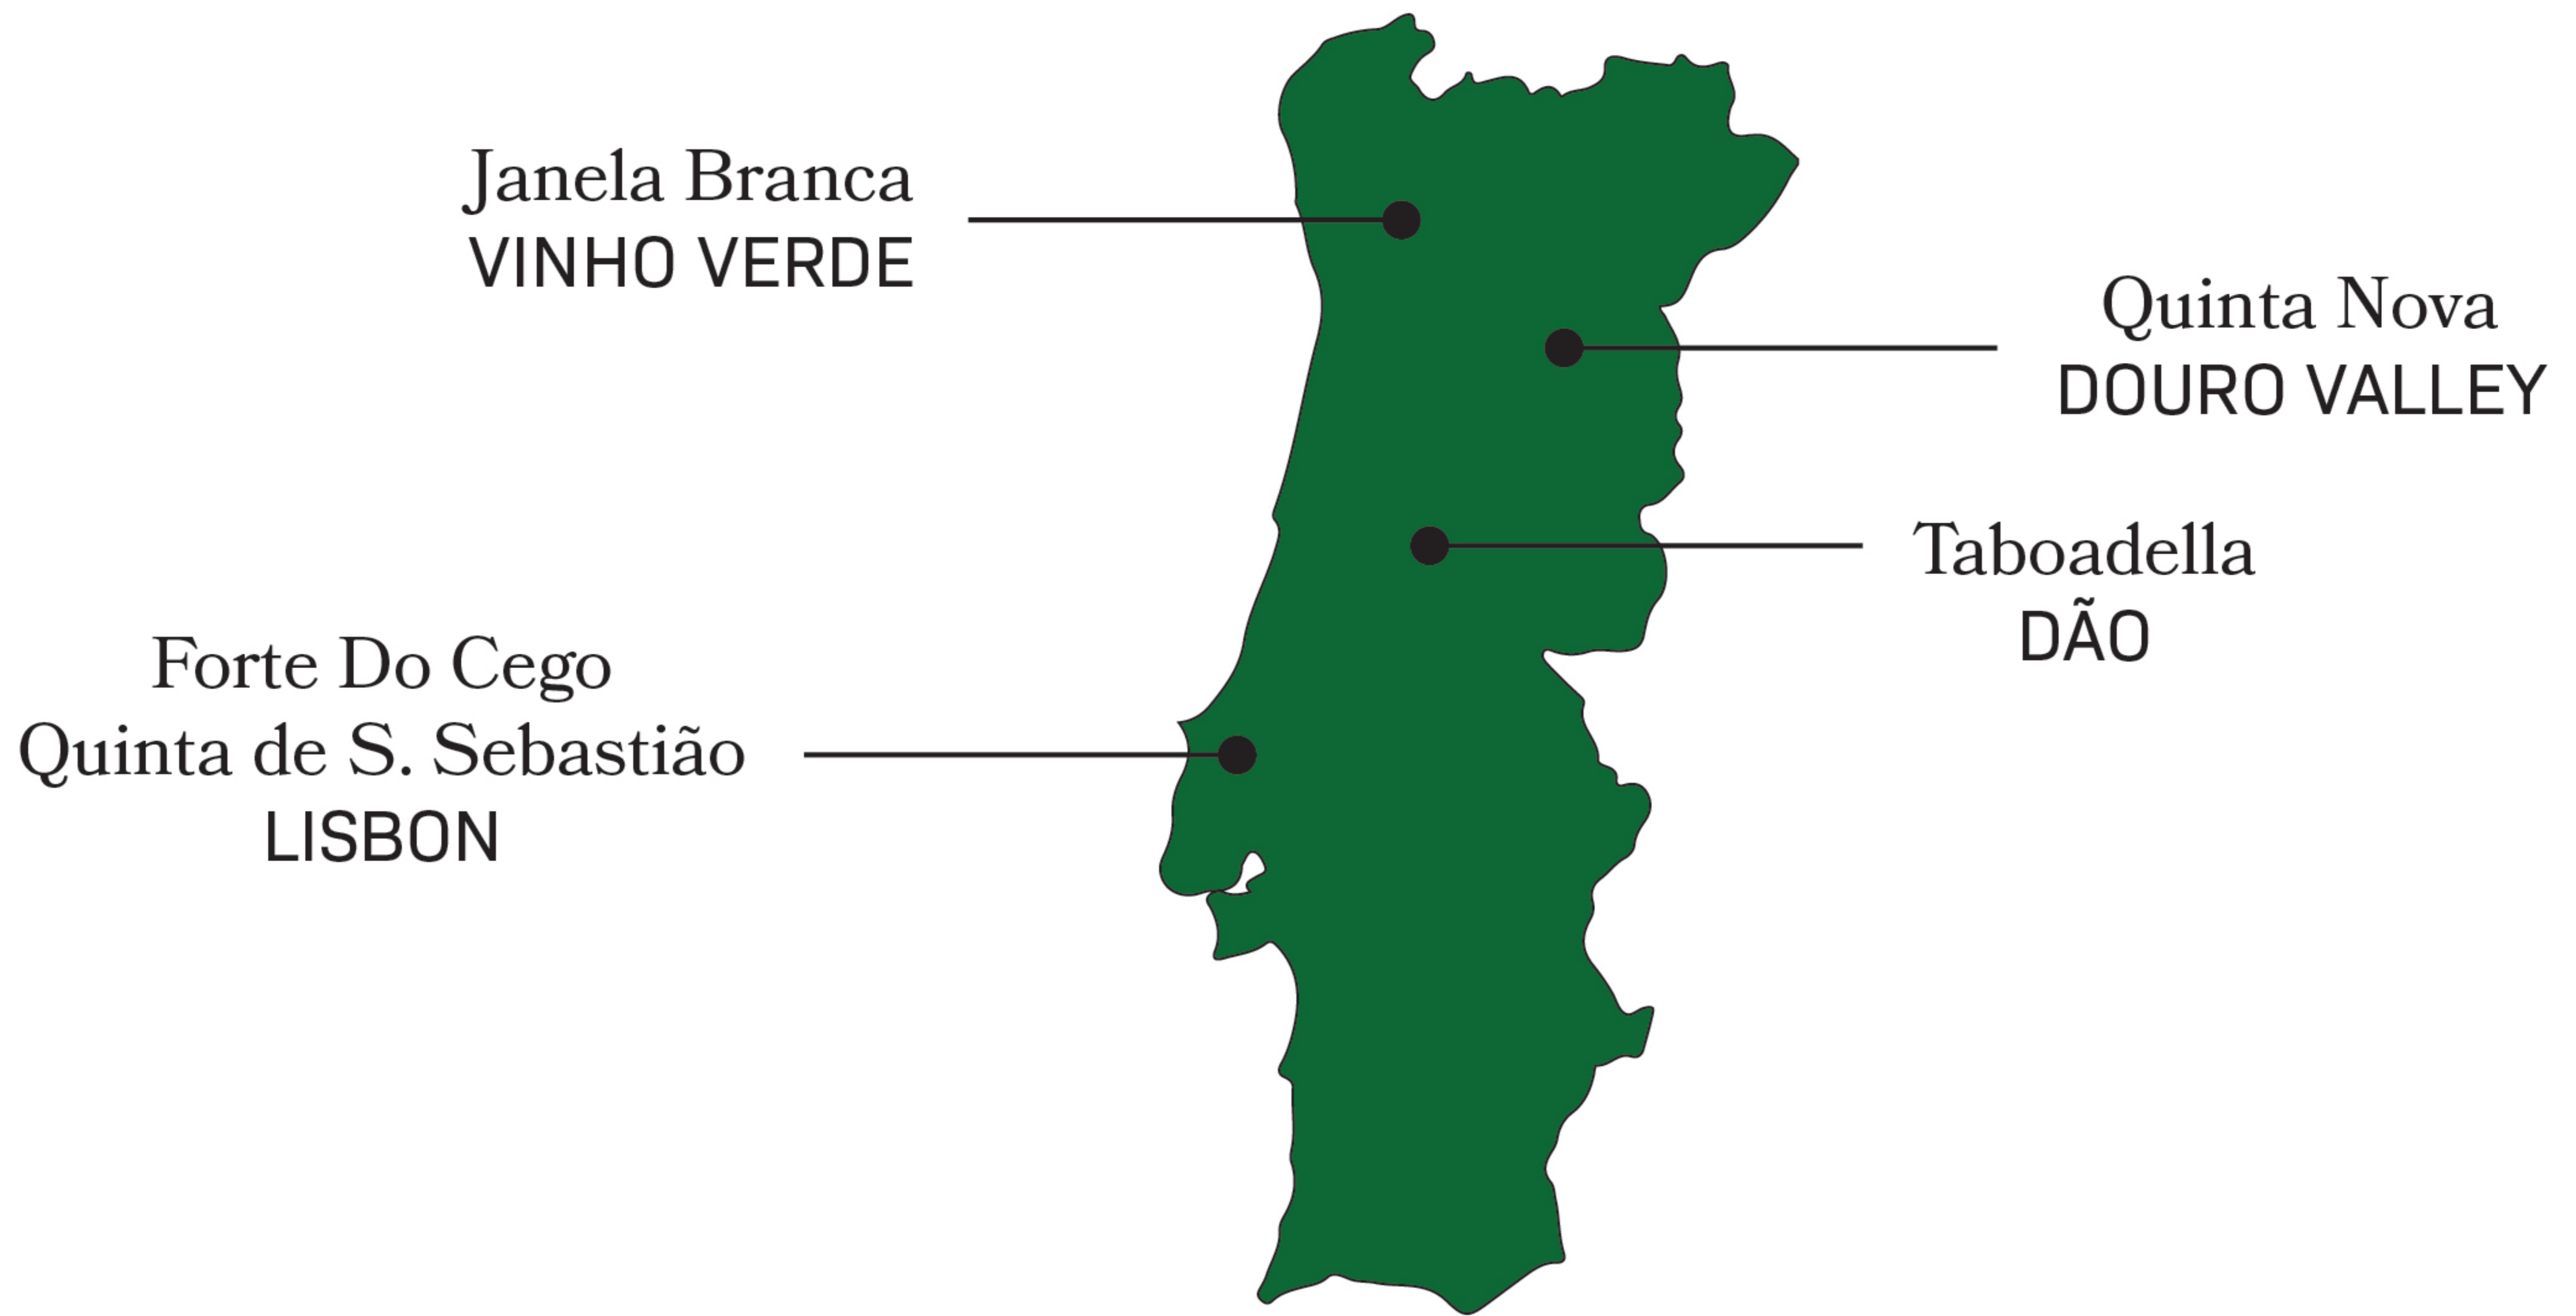 Janela Branca
VINHO VERDE
Quinta Nova
DOURO VALLEY
Taboadella
DÃO
Forte Do Cego
Quinta de S. Sebastião
LISBON